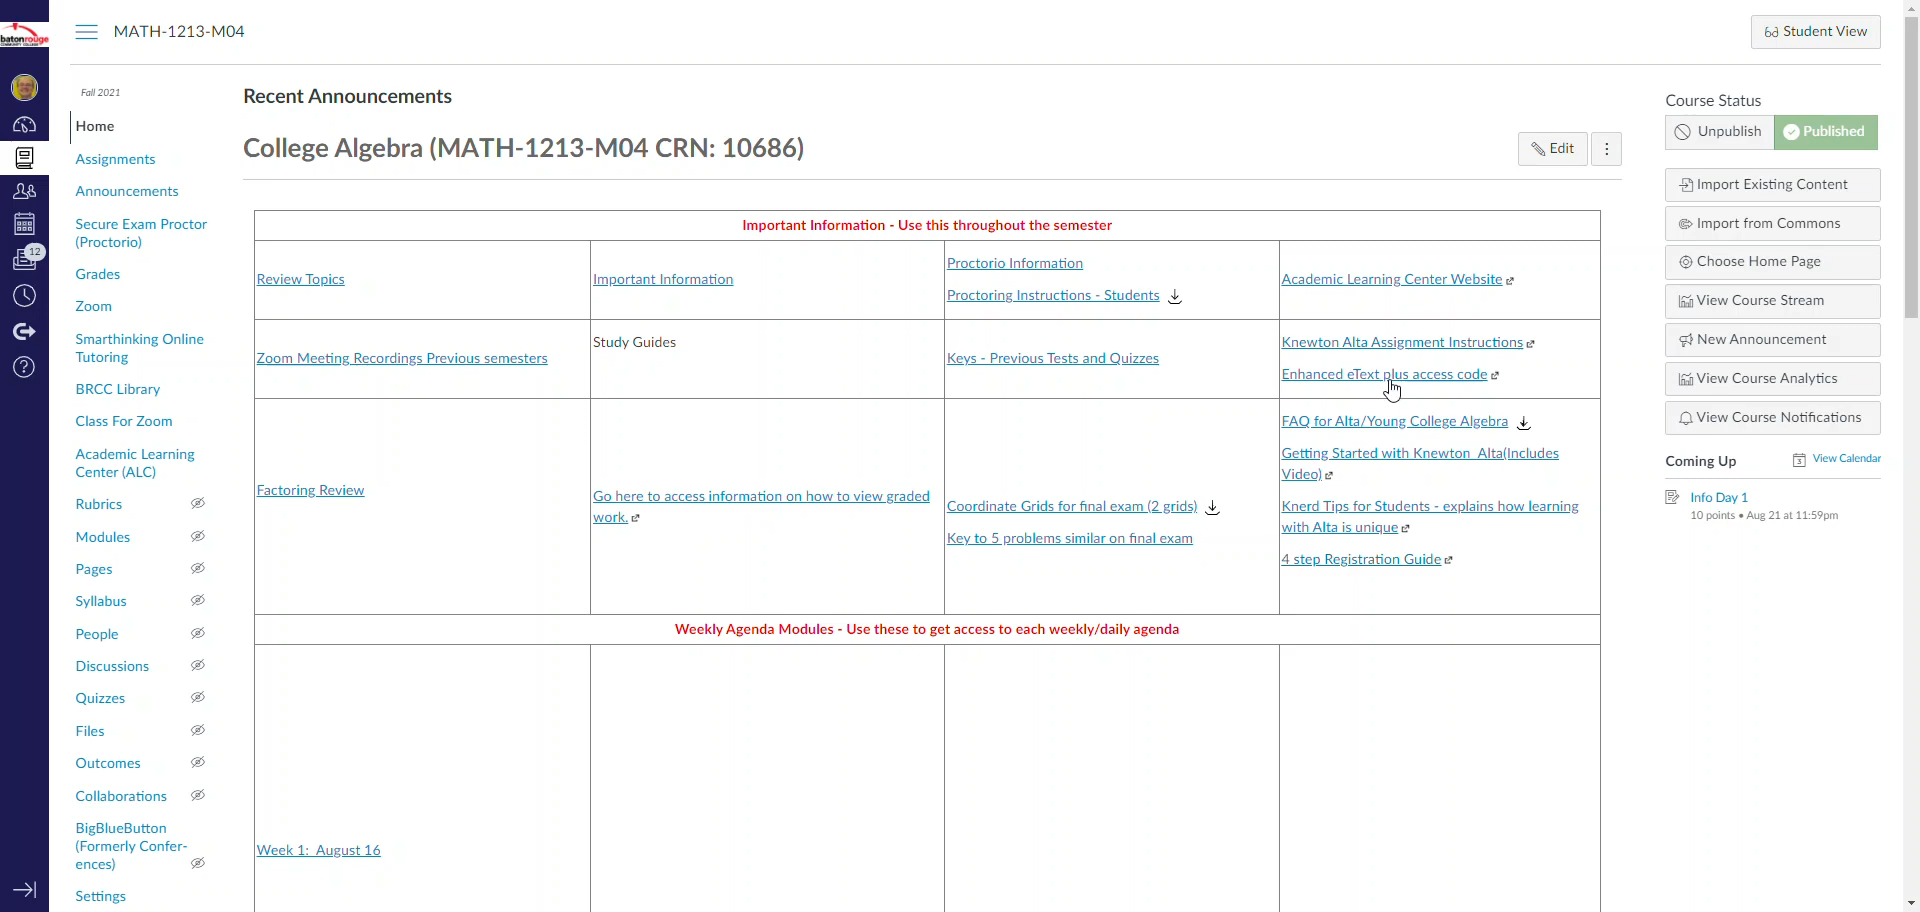 batonrouge
MATH-1213-M04
Student View
Fall 2021
Home
Assignments
Announcements
Secure Exam Proctor
(Proctorio)
Grades
Zoom
Smarthinking Online
Tutoring
BRCC Library
Class For Zoom
Academic Learning
Center (ALC)
Rubrics
Modules
Pages
Syllabus
People
Discussions
Quizzes
Files
Outcomes
Collaborations
BigBlueButton
(Formerly Confer-
ences)
Settings
12
Recent Announcements
College Algebra (MATH-1213-M04 CRN: 10686)
Edit
Important Information - Use this throughout the semester
Review Topics
Important Information
Proctorio Information
Proctoring Instructions - Students
Academic Learning Center Website
Zoom Meeting Recordings Previous semesters
Study Guides
Keys - Previous Tests and Quizzes
Knewton Alta Assignment Instructions
Enhanced eText plus access code
Factoring Review
Go here to access information on how to view graded
work.
Coordinate Grids for final exam (2 grids)
Key to 5 problems similar on final exam
FAQ for Alta/Young College Algebra
Getting Started with Knewton Alta(Includes
Video)
Knerd Tips for Students - explains how learning
with Alta is unique
4 step Registration Guide
Weekly Agenda Modules - Use these to get access to each weekly/daily agenda
Week 1: August 16
Course Status
Unpublish
Published
Import Existing Content
Import from Commons
Choose Home Page
View Course Stream
New Announcement
View Course Analytics
View Course Notifications
Coming Up
View Calendar
Info Day 1
10 points • Aug 21 at 11:59pm